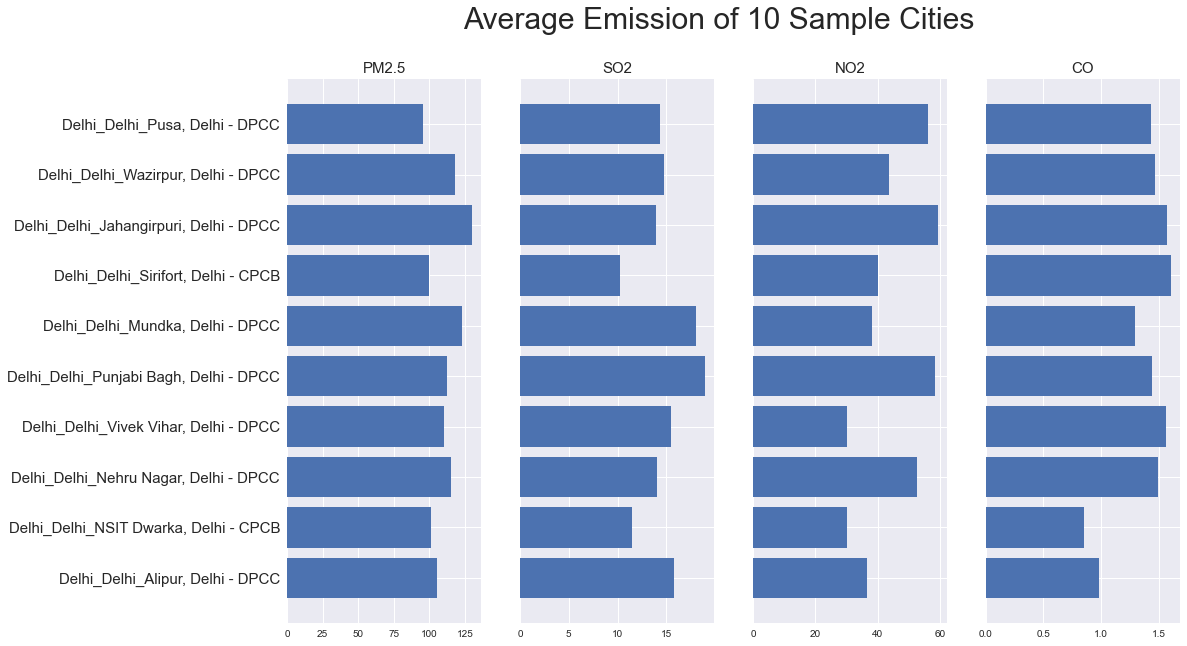 Average Emission of 10 Sample Cities
PM2.5 SO2 NO2 CO
Delhi_Delhi_Pusa, Delhi - DPCC
Delhi_Delhi_Wazirpur, Delhi - DPCC
Delhi_Delhi_Jahangirpuri, Delhi - DPCC
Delhi_Delhi_Sirifort, Delhi - CPCB
Delhi_Delhi_Mundka, Delhi - DPCC
Delhi_Delhi_Punjabi Bagh, Delhi - DPCC
Delhi_Delhi_Vivek Vihar, Delhi - DPCC
Delhi_Delhi_Nehru Nagar, Delhi - DPCC
Delhi_Delhi_NSIT Dwarka, Delhi - CPCB
Delhi_Delhi_Alipur, Delhi - DPCC
0 25 50 75 100 125 0 5 10 15 0 20 40 60 0.0 0.5 1.0 1.5